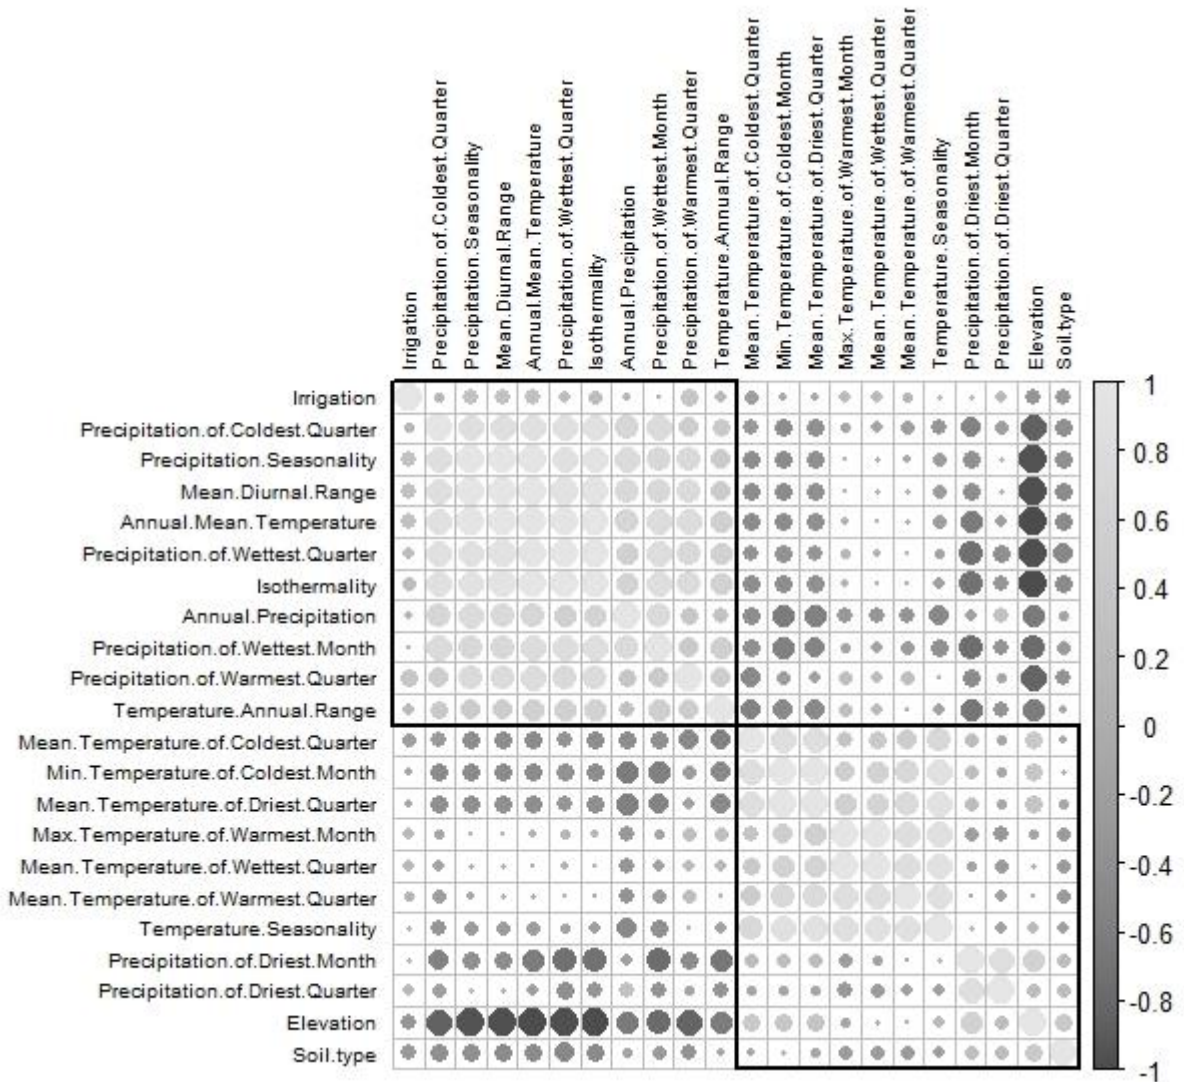 Irrigation
Precipitation.of.Coldest.Quarter
Precipitation.Seasonality
Mean.Diurnal.Range
Annual.Mean.Temperature
Precipitation.of.Wettest.Quarter
Isothermality
Annual.Precipitation
Precipitation.of.Wettest.Month
Precipitation.of.Warmest.Quarter
Temperature.Annual.Range
Mean.Temperature.of.Coldest.Quarter
Min.Temperature.of.Coldest.Month
Mean.Temperature.of.Driest.Quarter
Max.Temperature.of.Warmest.Month
Mean.Temperature.of.Wettest.Quarter
Mean.Temperature.of.Warmest.Quarter
Temperature.Seasonality
Precipitation.of.Driest.Month
Precipitation.of.Driest.Quarter
Elevation
Soil.type
Irrigation
Precipitation.of.Coldest.Quarter
Precipitation.Seasonality
Mean.Diurnal.Range
Annual.Mean.Temperature
Precipitation.of.Wettest.Quarter
Isothermality
Annual.Precipitation
Precipitation.of.Wettest.Month
Precipitation.of.Warmest.Quarter
Temperature.Annual.Range
Mean.Temperature.of.Coldest.Quarter
Min.Temperature.of.Coldest.Month
Mean.Temperature.of.Driest.Quarter
Max.Temperature.of.Warmest.Month
Mean.Temperature.of.Wettest.Quarter
Mean.Temperature.of.Warmest.Quarter
Temperature.Seasonality
Precipitation.of.Driest.Month
Precipitation.of.Driest.Quarter
Elevation
Soil.type
1
0.8
0.6
0.4
0.2
0
-0.2
-0.4
-0.6
-0.8
-1